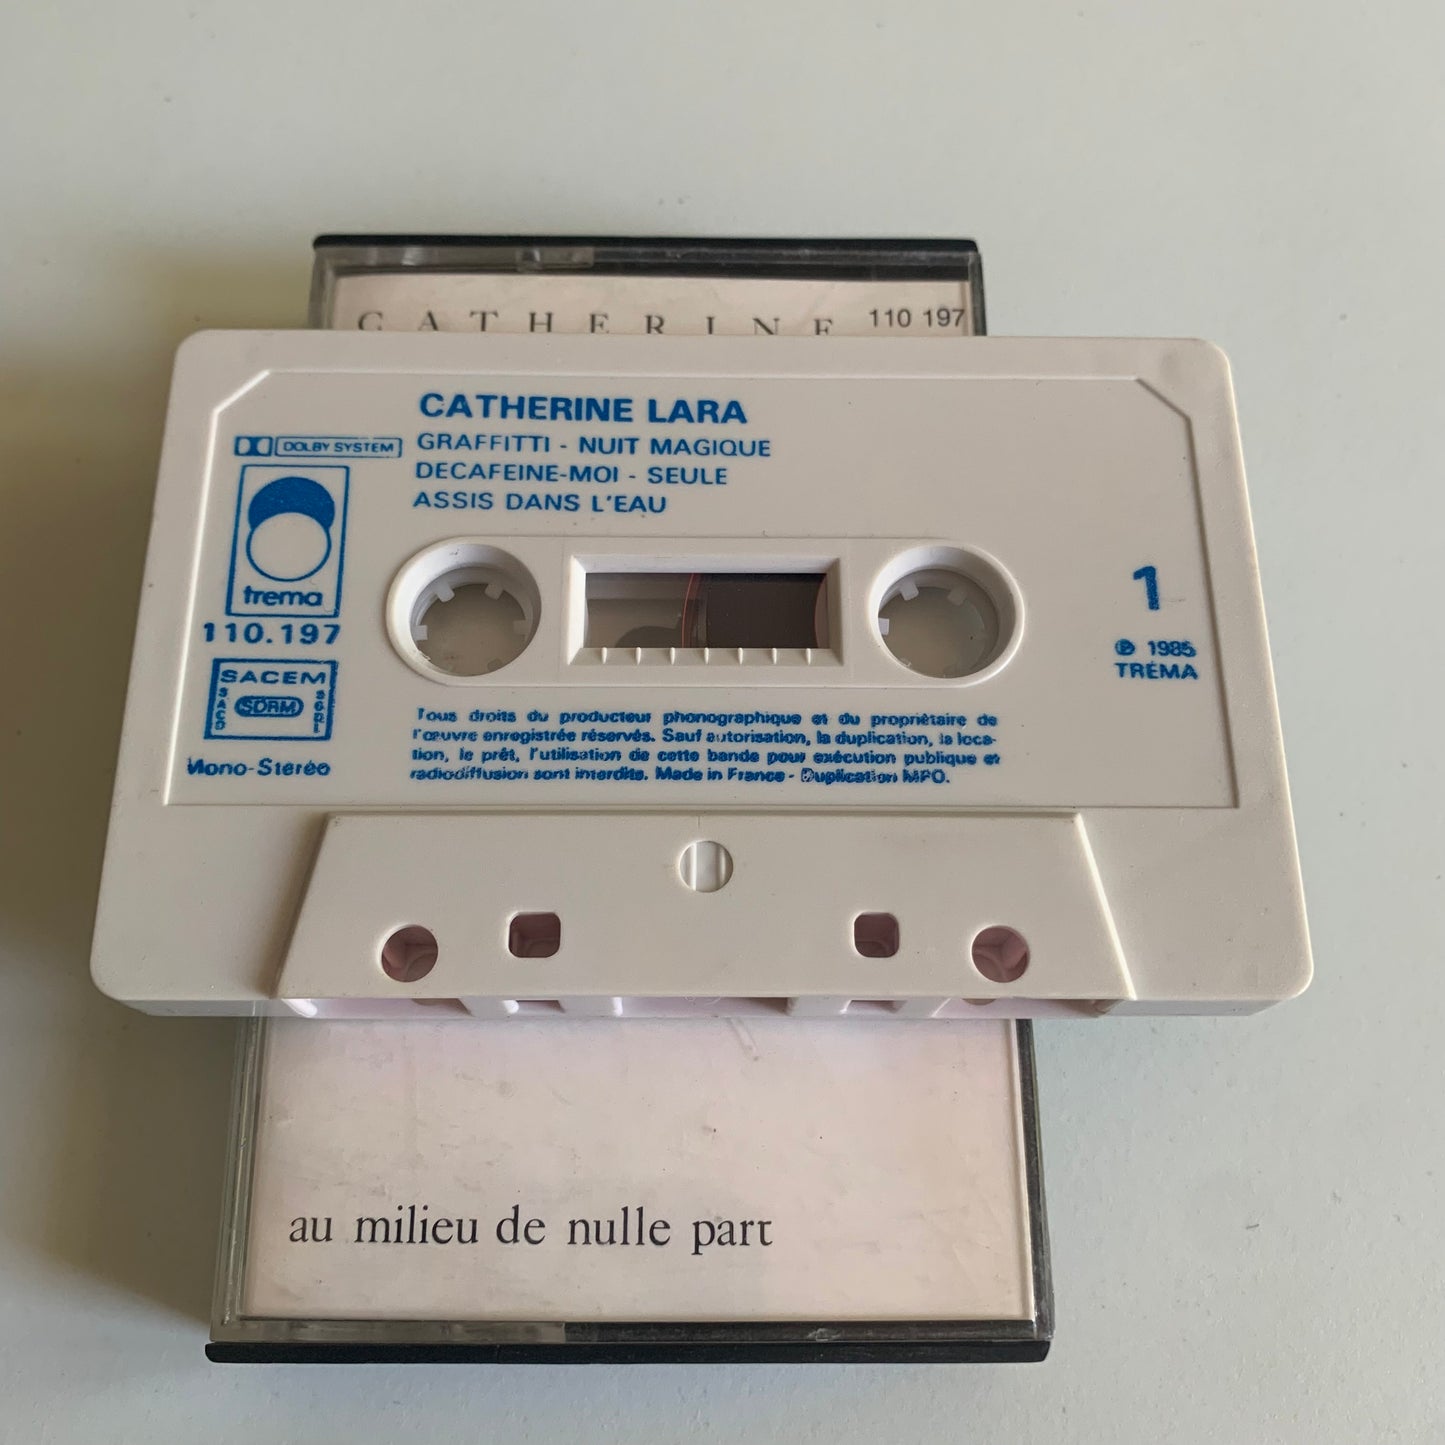 CATHERINE 110 197
CATHERINE LARA
DOLBY SYSTEM
GRAFFITTI - NUIT MAGIQUE
DECAFEINE-MOI - SEULE
ASSIS DANS L'EAU
trema
110.197
1
℗ 1985
TRÉMA
SACEM
SACD
SDRM
SGDL
Mono-Stéréo
Tous droits du producteur phonographique et du propriétaire de
l'œuvre enregistrée réservés. Sauf autorisation, la duplication, la loca-
tion, le prêt, l'utilisation de cette bande pour exécution publique et
radiodiffusion sont interdits. Made in France - Duplication MPO.
au milieu de nulle part